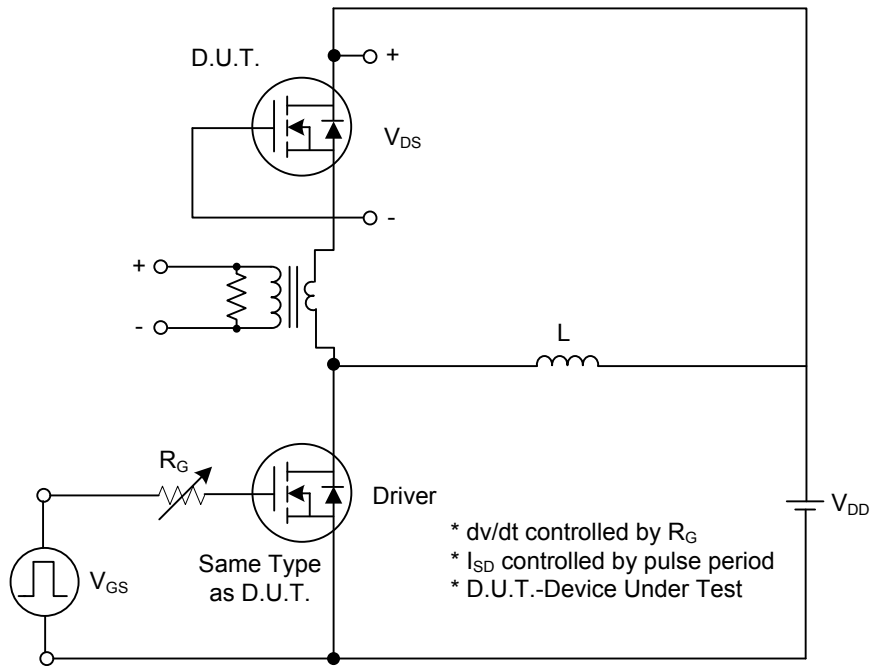 D.U.T.
+
V_DS
-
+
-
L
R_G
Driver
V_DD
V_GS
Same Type
as D.U.T.
* dv/dt controlled by R_G
* I_SD controlled by pulse period
* D.U.T.-Device Under Test